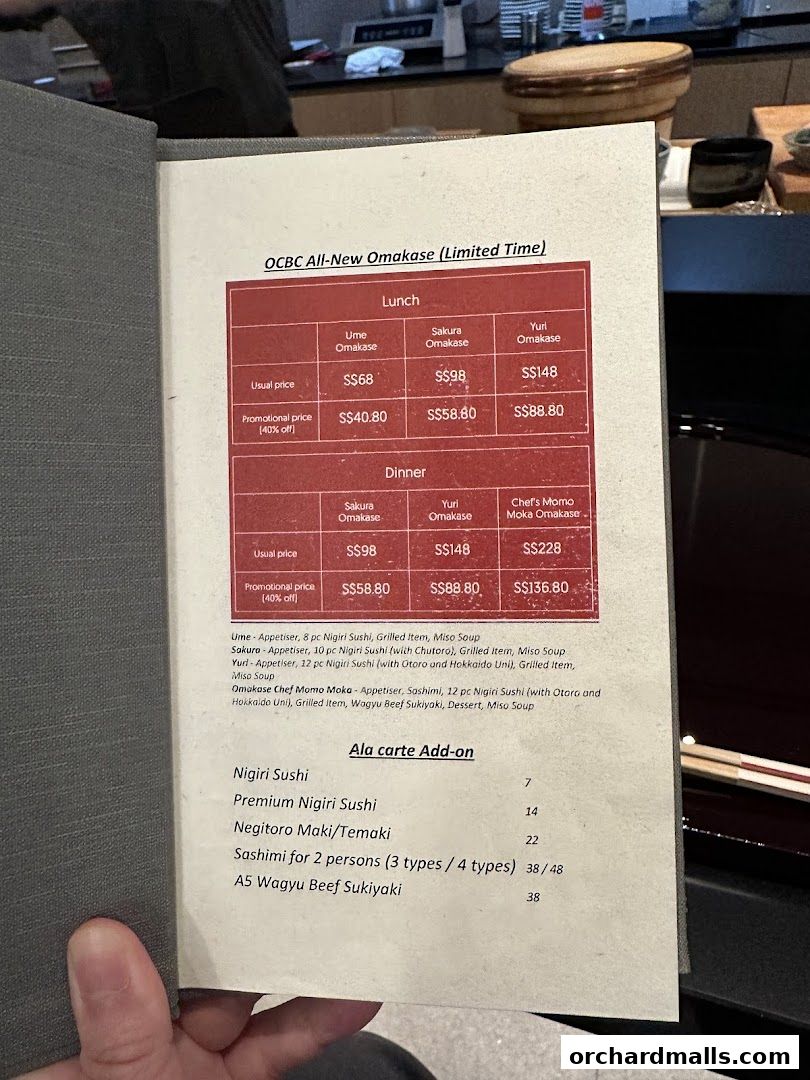 OCBC All-New Omakase (Limited Time)
Lunch
Ume Omakase Sakura Omakase Yuri Omakase
Usual price S$68 S$98 S$148
Promotional price (40% off) S$40.80 S$58.80 S$88.80
Dinner
Sakura Omakase Yuri Omakase Chef's Momo Moka Omakase
Usual price S$98 S$148 S$228
Promotional price (40% off) S$58.80 S$88.80 S$136.80
Ume - Appetiser, 8 pc Nigiri Sushi, Grilled Item, Miso Soup
Sakura - Appetiser, 10 pc Nigiri Sushi (with Chutoro), Grilled Item, Miso Soup
Yuri - Appetiser, 12 pc Nigiri Sushi (with Otoro and Hokkaido Uni), Grilled Item,
Miso Soup
Omakase Chef Momo Moka - Appetiser, Sashimi, 12 pc Nigiri Sushi (with Otoro and
Hokkaido Uni), Grilled Item, Wagyu Beef Sukiyaki, Dessert, Miso Soup
Ala carte Add-on
Nigiri Sushi 7
Premium Nigiri Sushi 14
Negitoro Maki/Temaki 22
Sashimi for 2 persons (3 types / 4 types) 38 / 48
A5 Wagyu Beef Sukiyaki 38
orchardmalls.com